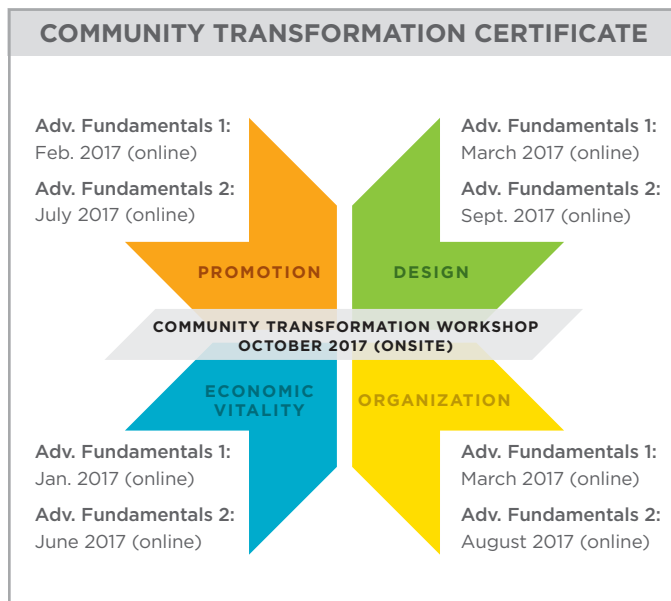 COMMUNITY TRANSFORMATION CERTIFICATE
Adv. Fundamentals 1:
Feb. 2017 (online)
Adv. Fundamentals 2:
July 2017 (online)
Adv. Fundamentals 1:
March 2017 (online)
Adv. Fundamentals 2:
Sept. 2017 (online)
PROMOTION
DESIGN
COMMUNITY TRANSFORMATION WORKSHOP
OCTOBER 2017 (ONSITE)
ECONOMIC
VITALITY
ORGANIZATION
Adv. Fundamentals 1:
Jan. 2017 (online)
Adv. Fundamentals 2:
June 2017 (online)
Adv. Fundamentals 1:
March 2017 (online)
Adv. Fundamentals 2:
August 2017 (online)